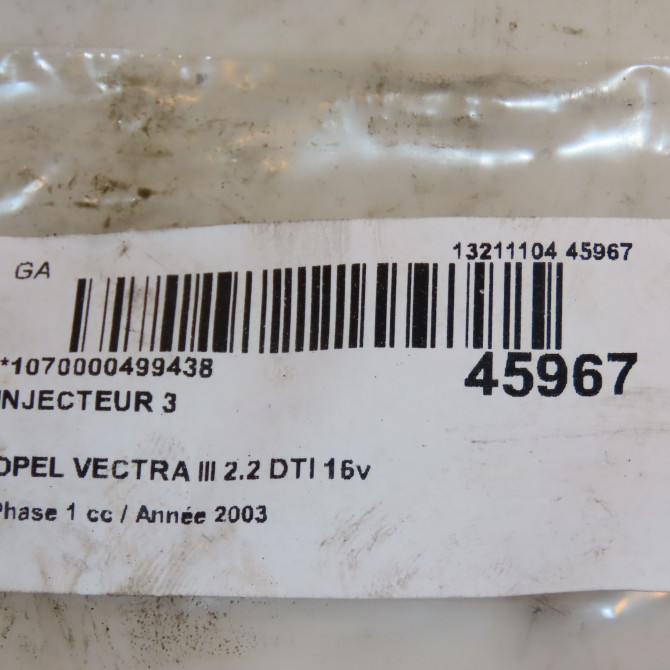 13211104 45967
GA
*1070000499438
45967
INJECTEUR 3
OPEL VECTRA III 2.2 DTI 16v
Phase 1 cc / Année 2003